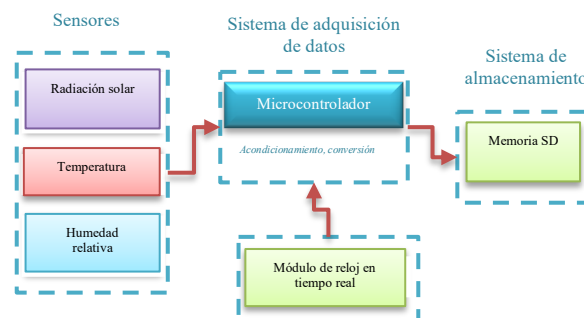 Sensores
Radiación solar
Temperatura
Humedad
relativa
Sistema de adquisición
de datos
Microcontrolador
Acondicionamiento, conversión
Módulo de reloj en
tiempo real
Sistema de
almacenamiento
Memoria SD